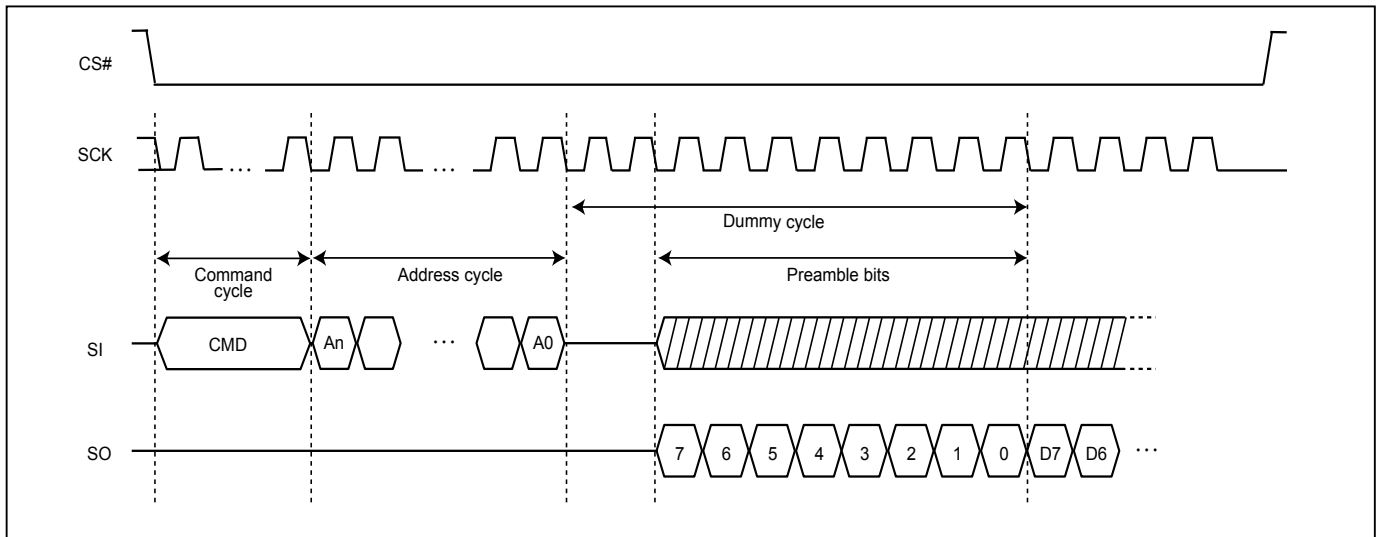 CS#
SCK
... ...
Dummy cycle
Command
cycle
Address cycle
Preamble bits
SI
CMD
An
...
A0
SO
7 6 5 4 3 2 1 0 D7 D6 ...